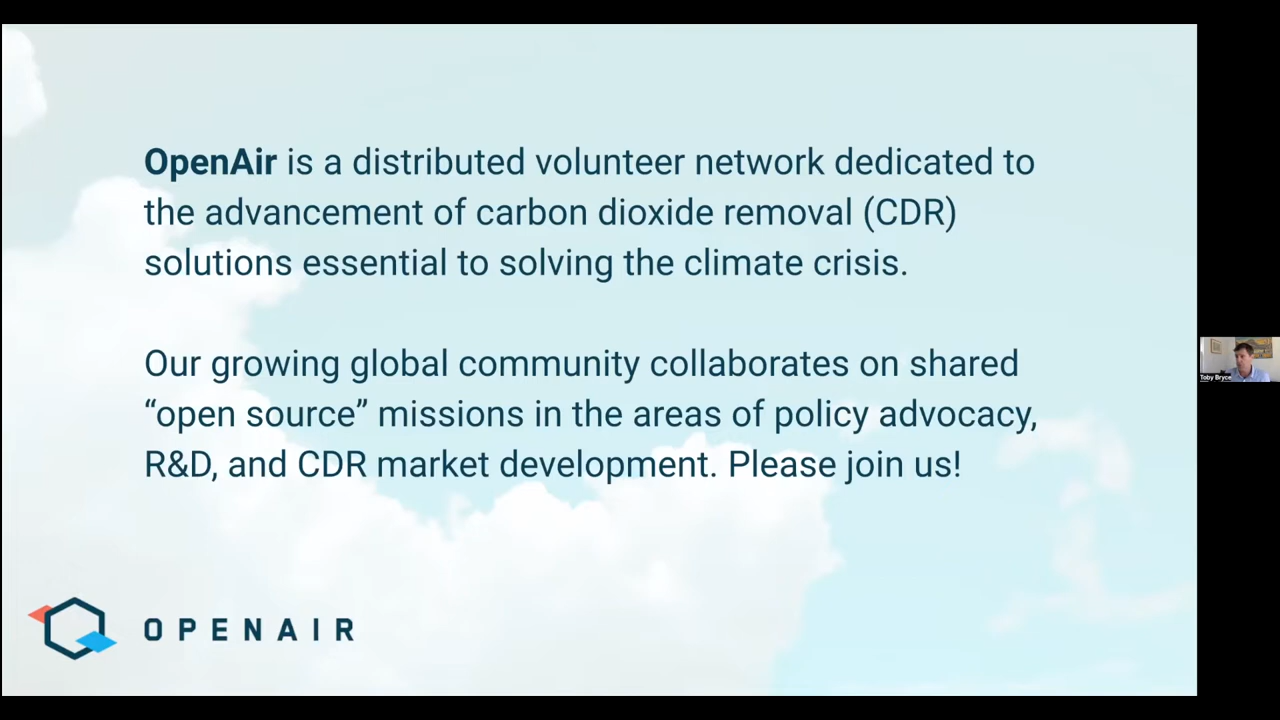 OpenAir is a distributed volunteer network dedicated to
the advancement of carbon dioxide removal (CDR)
solutions essential to solving the climate crisis.
Our growing global community collaborates on shared
“open source” missions in the areas of policy advocacy,
R&D, and CDR market development. Please join us!
OPENAIR
Toby Bryce